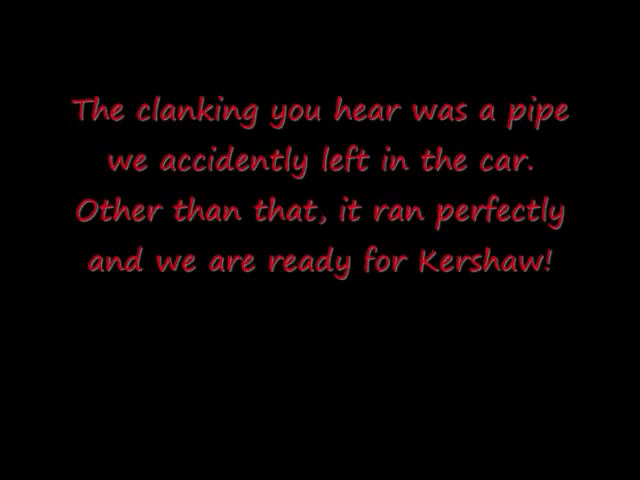 The clanking you hear was a pipe
we accidently left in the car.
Other than that, it ran perfectly
and we are ready for Kershaw!